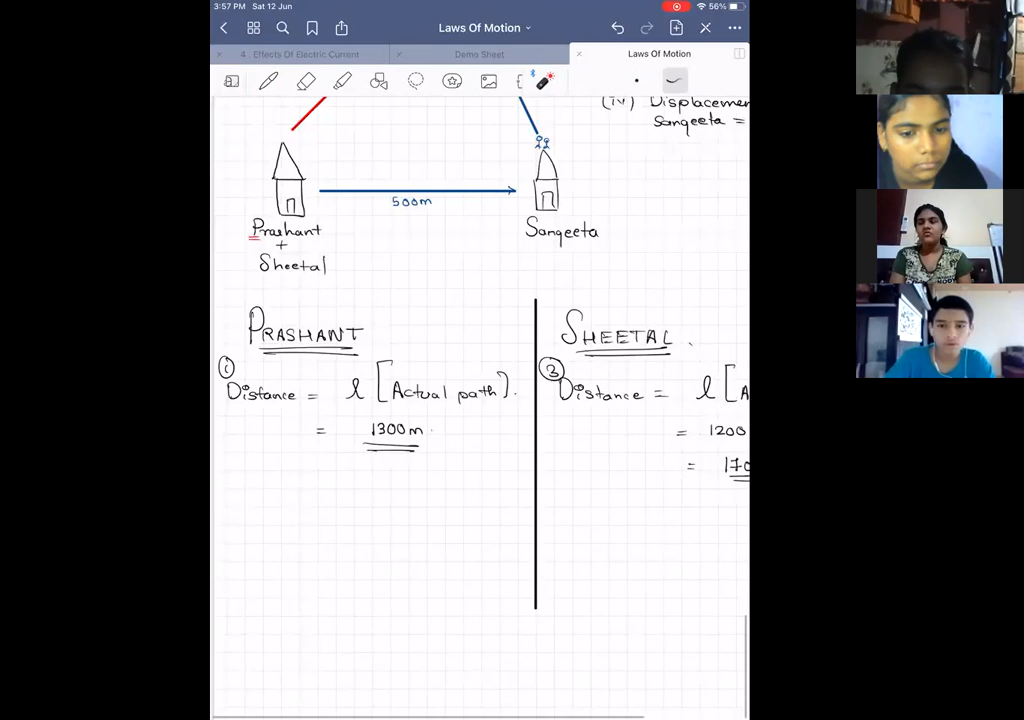 3:57 PM Sat 12 Jun
56%
Laws Of Motion
4 . Effects Of Electric Current
Demo Sheet
Laws Of Motion
(iv) Displacemen
Sangeeta =
500m
Prashant
+
Sheetal
Sangeeta
PRASHANT
SHEETAL .
①
Distance = l [Actual path].
= 1300m
③
Distance = l [A
= 1200
= 170